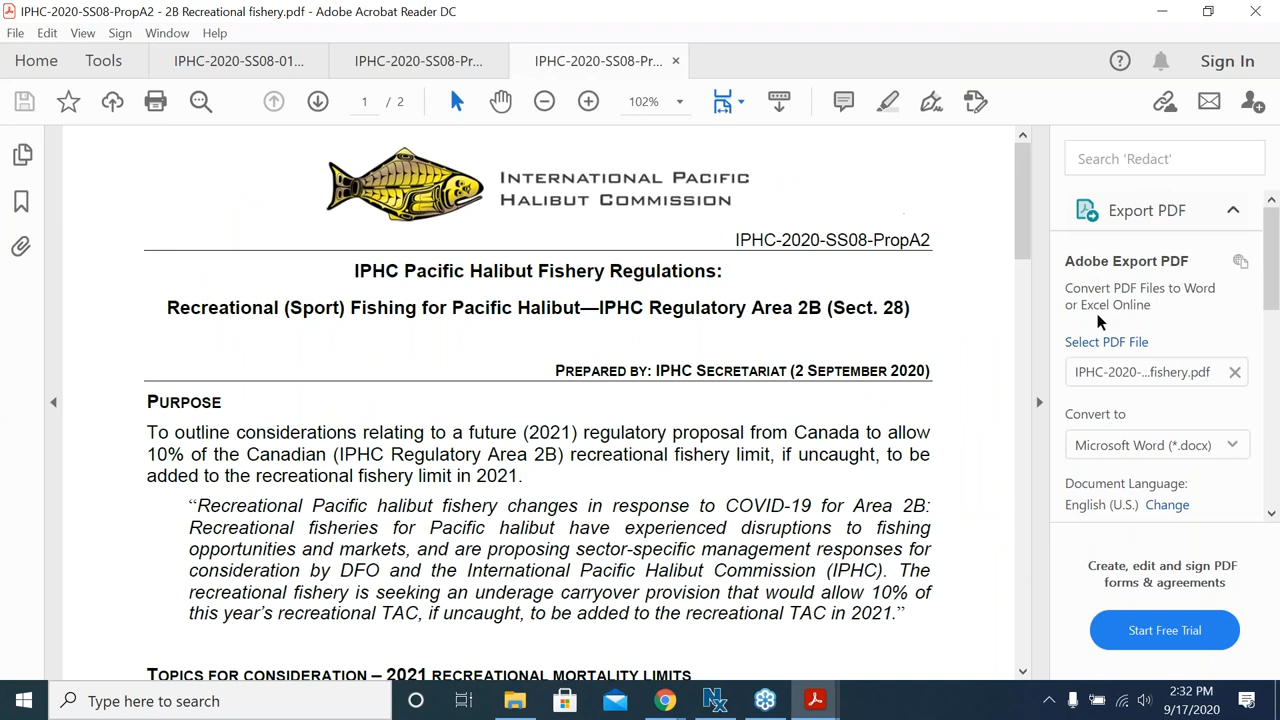 IPHC-2020-SS08-PropA2 - 2B Recreational fishery.pdf - Adobe Acrobat Reader DC
File Edit View Sign Window Help
Home Tools IPHC-2020-SS08-01... IPHC-2020-SS08-Pr... IPHC-2020-SS08-Pr... × Sign In
1 / 2 102%
INTERNATIONAL PACIFIC
HALIBUT COMMISSION
IPHC-2020-SS08-PropA2
IPHC Pacific Halibut Fishery Regulations:
Recreational (Sport) Fishing for Pacific Halibut—IPHC Regulatory Area 2B (Sect. 28)
PREPARED BY: IPHC SECRETARIAT (2 SEPTEMBER 2020)
PURPOSE
To outline considerations relating to a future (2021) regulatory proposal from Canada to allow
10% of the Canadian (IPHC Regulatory Area 2B) recreational fishery limit, if uncaught, to be
added to the recreational fishery limit in 2021.
“Recreational Pacific halibut fishery changes in response to COVID-19 for Area 2B:
Recreational fisheries for Pacific halibut have experienced disruptions to fishing
opportunities and markets, and are proposing sector-specific management responses for
consideration by DFO and the International Pacific Halibut Commission (IPHC). The
recreational fishery is seeking an underage carryover provision that would allow 10% of
this year’s recreational TAC, if uncaught, to be added to the recreational TAC in 2021.”
TOPICS FOR CONSIDERATION – 2021 RECREATIONAL MORTALITY LIMITS
Search 'Redact'
Export PDF
Adobe Export PDF
Convert PDF Files to Word
or Excel Online
Select PDF File
IPHC-2020-...fishery.pdf
Convert to
Microsoft Word (*.docx)
Document Language:
English (U.S.) Change
Create, edit and sign PDF
forms & agreements
Start Free Trial
Type here to search
2:32 PM
9/17/2020